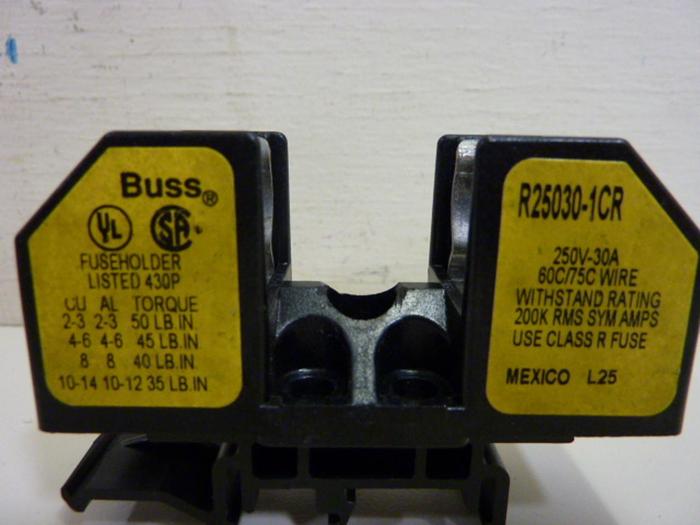 Buss®
UL SA
FUSEHOLDER
LISTED 430P
CU AL TORQUE
2-3 2-3 50 LB.IN.
4-6 4-6 45 LB.IN.
8 8 40 LB.IN
10-14 10-12 35 LB.IN
R25030-1CR
250V-30A
60C/75C WIRE
WITHSTAND RATING
200K RMS SYM AMPS
USE CLASS R FUSE
MEXICO L25